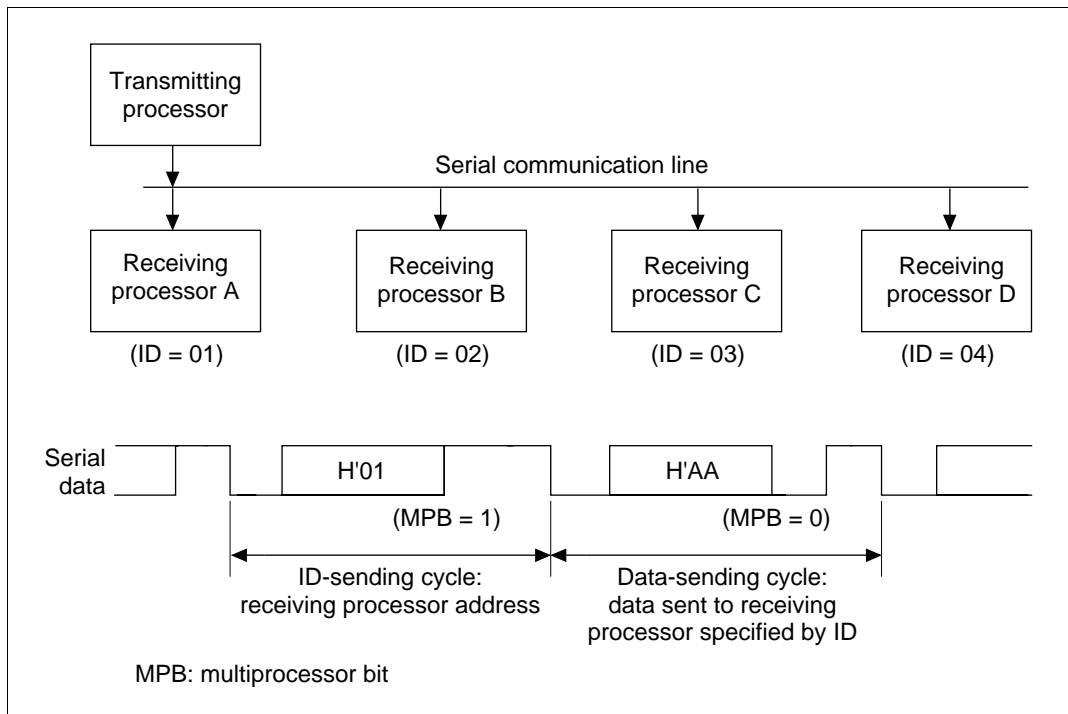 Transmitting
processor
Serial communication line
Receiving
processor A
Receiving
processor B
Receiving
processor C
Receiving
processor D
(ID = 01)
(ID = 02)
(ID = 03)
(ID = 04)
Serial
data
H'01
H'AA
(MPB = 1)
(MPB = 0)
ID-sending cycle:
receiving processor address
Data-sending cycle:
data sent to receiving
processor specified by ID
MPB: multiprocessor bit